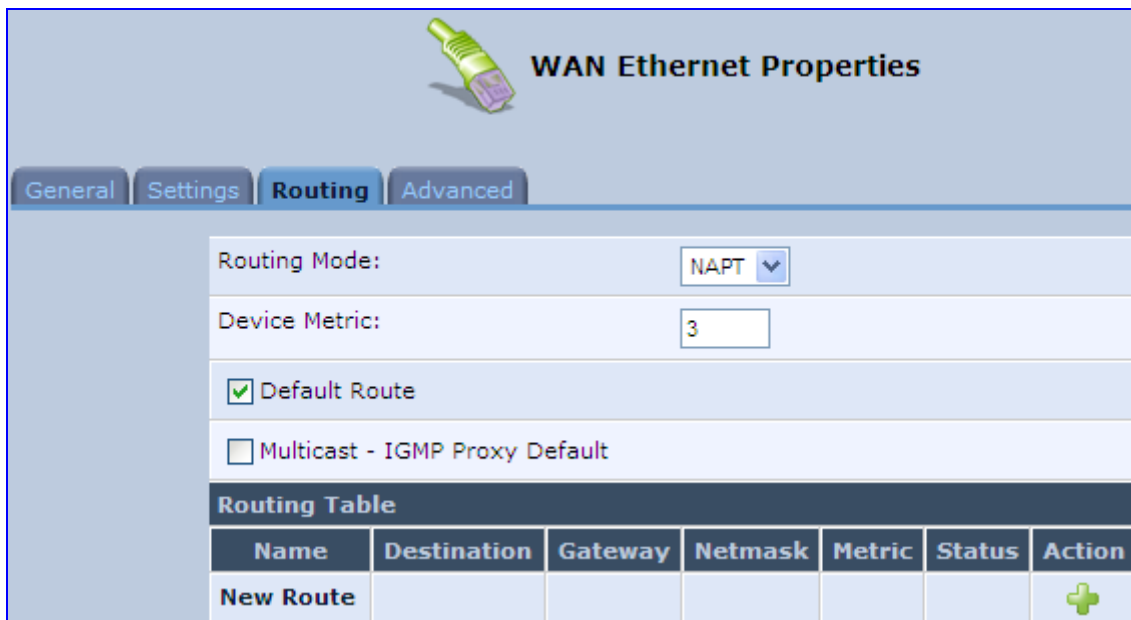 WAN Ethernet Properties
General Settings Routing Advanced
Routing Mode: NAPT
Device Metric: 3
Default Route
Multicast - IGMP Proxy Default
Routing Table
Name Destination Gateway Netmask Metric Status Action
New Route